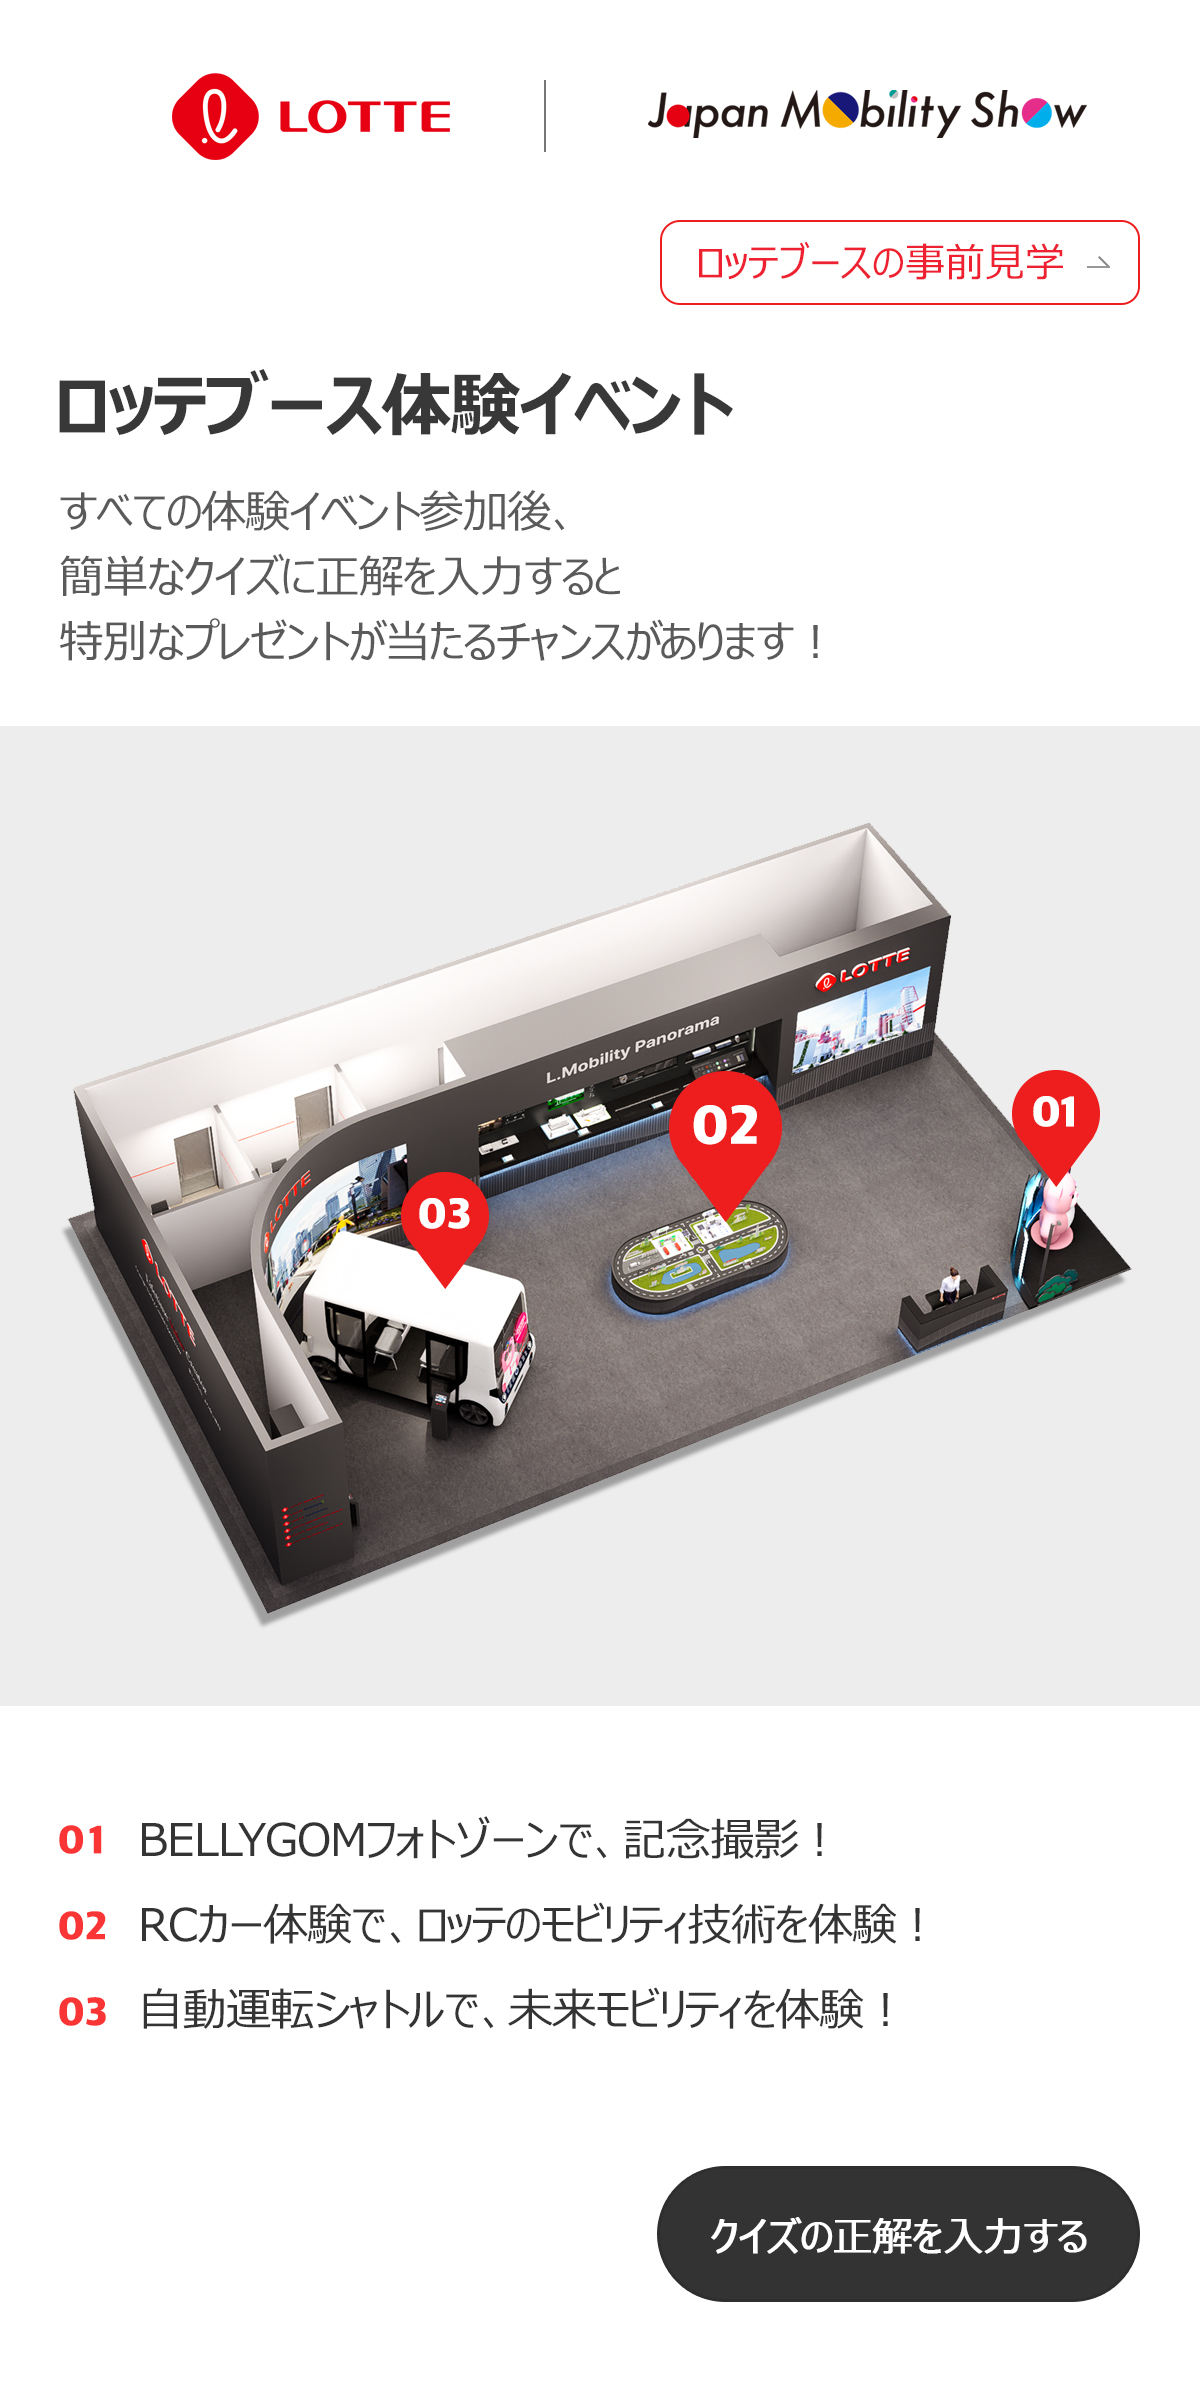 LOTTE
Japan Mobility Show
ロッテブースの事前見学
ロッテブース体験イベント
すべての体験イベント参加後、
簡単なクイズに正解を入力すると
特別なプレゼントが当たるチャンスがあります！
LOTTE
L.Mobility Panorama
01
02
03
LOTTE
LOTTE
01 BELLYGOMフォトゾーンで、記念撮影！
02 RCカー体験で、ロッテのモビリティ技術を体験！
03 自動運転シャトルで、未来モビリティを体験！
クイズの正解を入力する